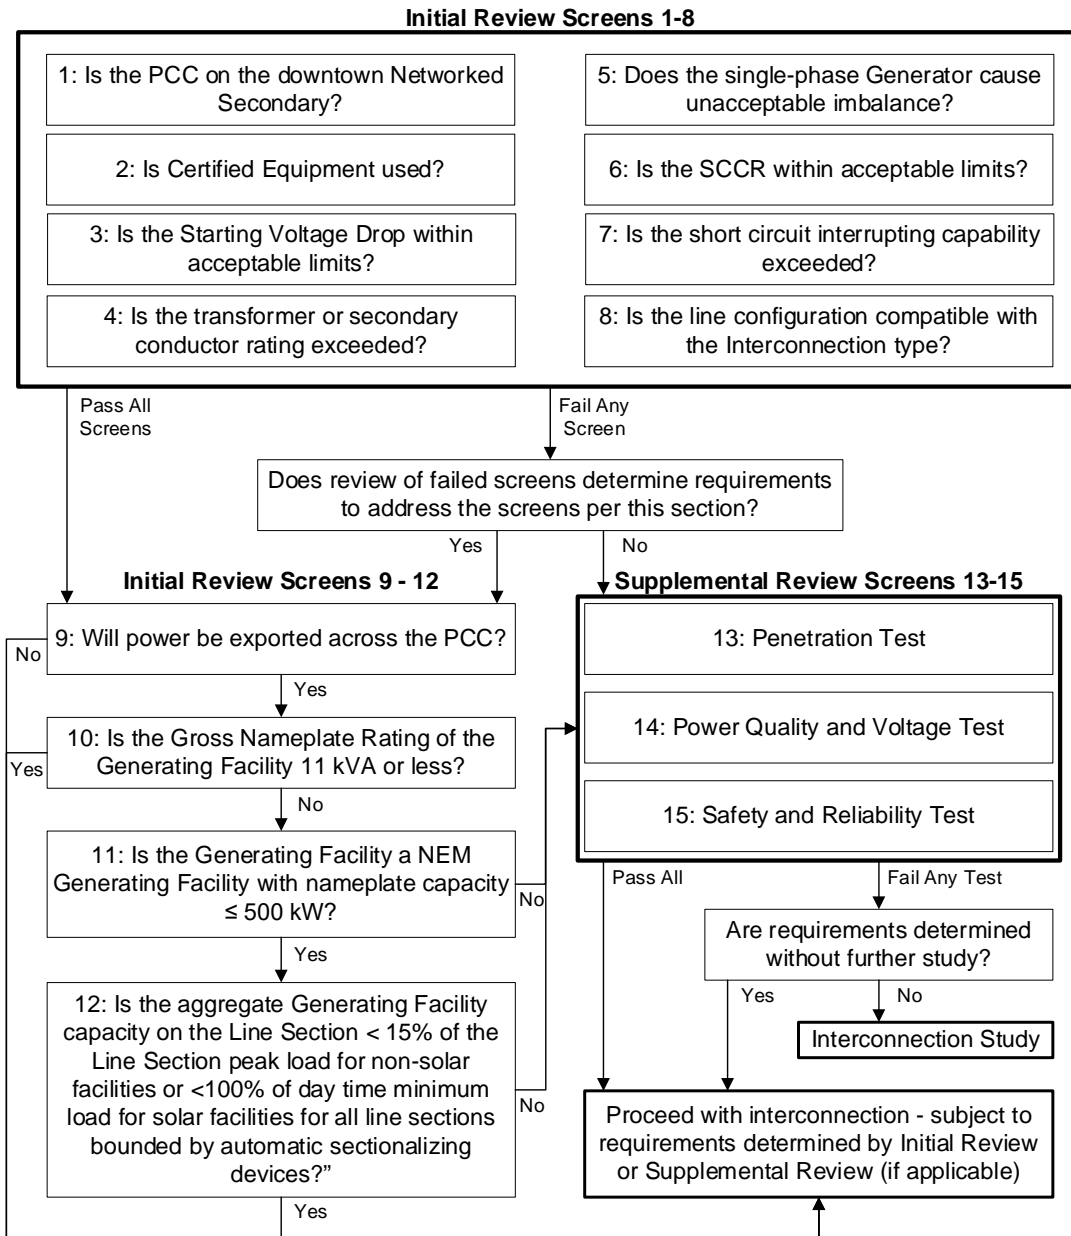 Initial Review Screens 1-8
1: Is the PCC on the downtown Networked
Secondary?
2: Is Certified Equipment used?
3: Is the Starting Voltage Drop within
acceptable limits?
4: Is the transformer or secondary
conductor rating exceeded?
5: Does the single-phase Generator cause
unacceptable imbalance?
6: Is the SCCR within acceptable limits?
7: Is the short circuit interrupting capability
exceeded?
8: Is the line configuration compatible with
the Interconnection type?
Pass All
Screens
Fail Any
Screen
Does review of failed screens determine requirements
to address the screens per this section?
Yes
No
Initial Review Screens 9 - 12
9: Will power be exported across the PCC?
No
Yes
10: Is the Gross Nameplate Rating of the
Generating Facility 11 kVA or less?
Yes
No
11: Is the Generating Facility a NEM
Generating Facility with nameplate capacity
≤ 500 kW?
No
Yes
12: Is the aggregate Generating Facility
capacity on the Line Section < 15% of the
Line Section peak load for non-solar
facilities or <100% of day time minimum
load for solar facilities for all line sections
bounded by automatic sectionalizing
devices?”
No
Yes
Supplemental Review Screens 13-15
13: Penetration Test
14: Power Quality and Voltage Test
15: Safety and Reliability Test
Pass All
Fail Any Test
Are requirements determined
without further study?
Yes
No
Interconnection Study
Proceed with interconnection - subject to
requirements determined by Initial Review
or Supplemental Review (if applicable)